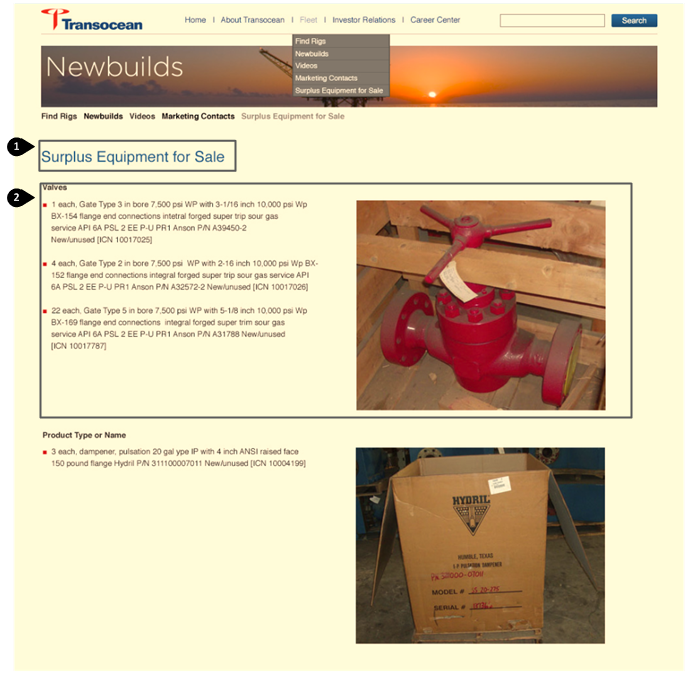 Transocean
Home | About Transocean | Fleet | Investor Relations | Career Center
Search
Find Rigs
Newbuilds
Videos
Marketing Contacts
Surplus Equipment for Sale
Newbuilds
Find Rigs Newbuilds Videos Marketing Contacts Surplus Equipment for Sale
1
Surplus Equipment for Sale
2
Valves
1 each, Gate Type 3 in bore 7,500 psi WP with 3-1/16 inch 10,000 psi Wp
BX-154 flange end connections intetral forged super trip sour gas
service API 6A PSL 2 EE P-U PR1 Anson P/N A39450-2
New/unused [ICN 10017025]
4 each, Gate Type 2 in bore 7,500 psi WP with 2-16 inch 10,000 psi Wp BX-
152 flange end connections integral forged super trip sour gas service API
6A PSL 2 EE P-U PR1 Anson P/N A32572-2 New/unused [ICN 10017026]
22 each, Gate Type 5 in bore 7,500 psi WP with 5-1/8 inch 10,000 psi Wp
BX-169 flange end connections integral forged super trim sour gas
service API 6A PSL 2 EE P-U PR1 Anson P/N A31788 New/unused
[ICN 10017787]
Product Type or Name
3 each, dampener, pulsation 20 gal ype IP with 4 inch ANSI raised face
150 pound flange Hydril P/N 311100007011 New/unused [ICN 10004199]
HYDRIL
HUMBLE, TEXAS
I.P. PULSATION DAMPENER
MODEL #
SERIAL #